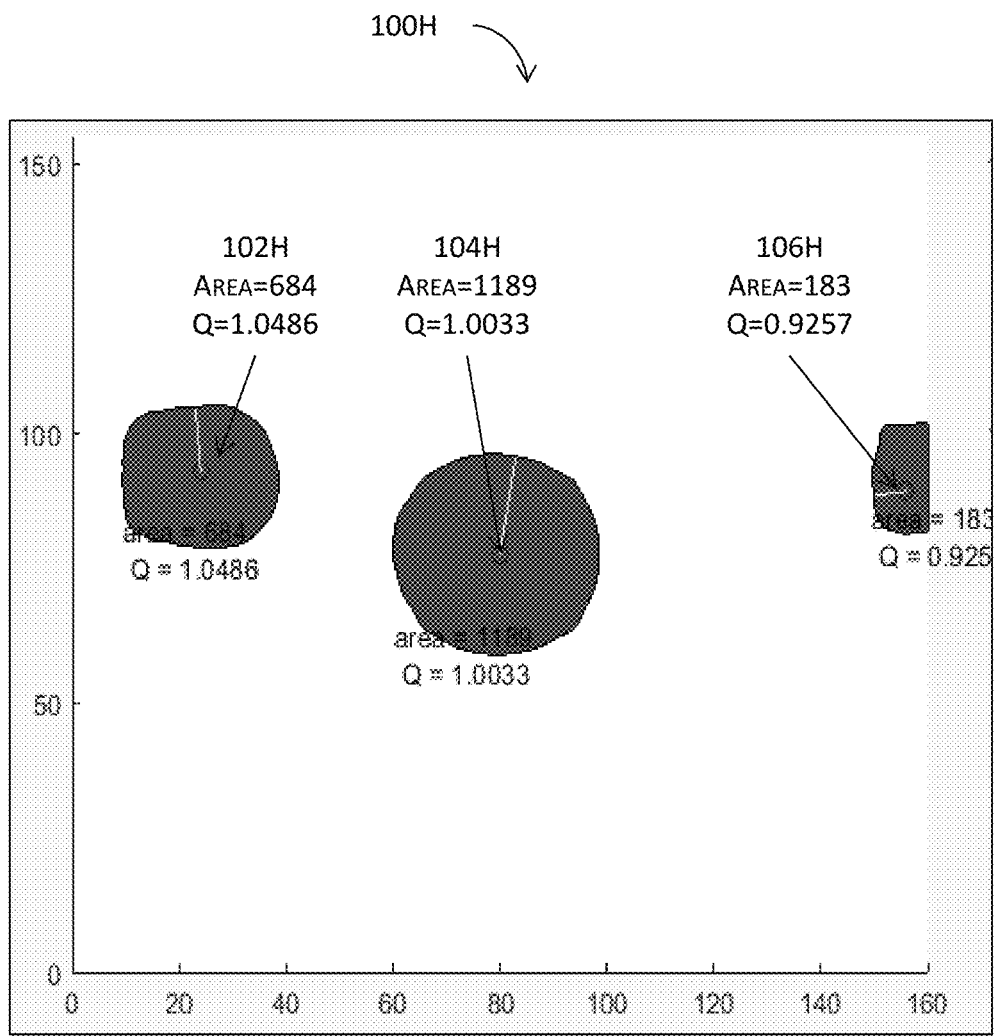 100H
150
102H
AREA=684
Q=1.0486
104H
AREA=1189
Q=1.0033
106H
AREA=183
Q=0.9257
100
area = 684
Q = 1.0486
area = 183
Q = 0.925
area = 1189
Q = 1.0033
50
0
0 20 40 60 80 100 120 140 160